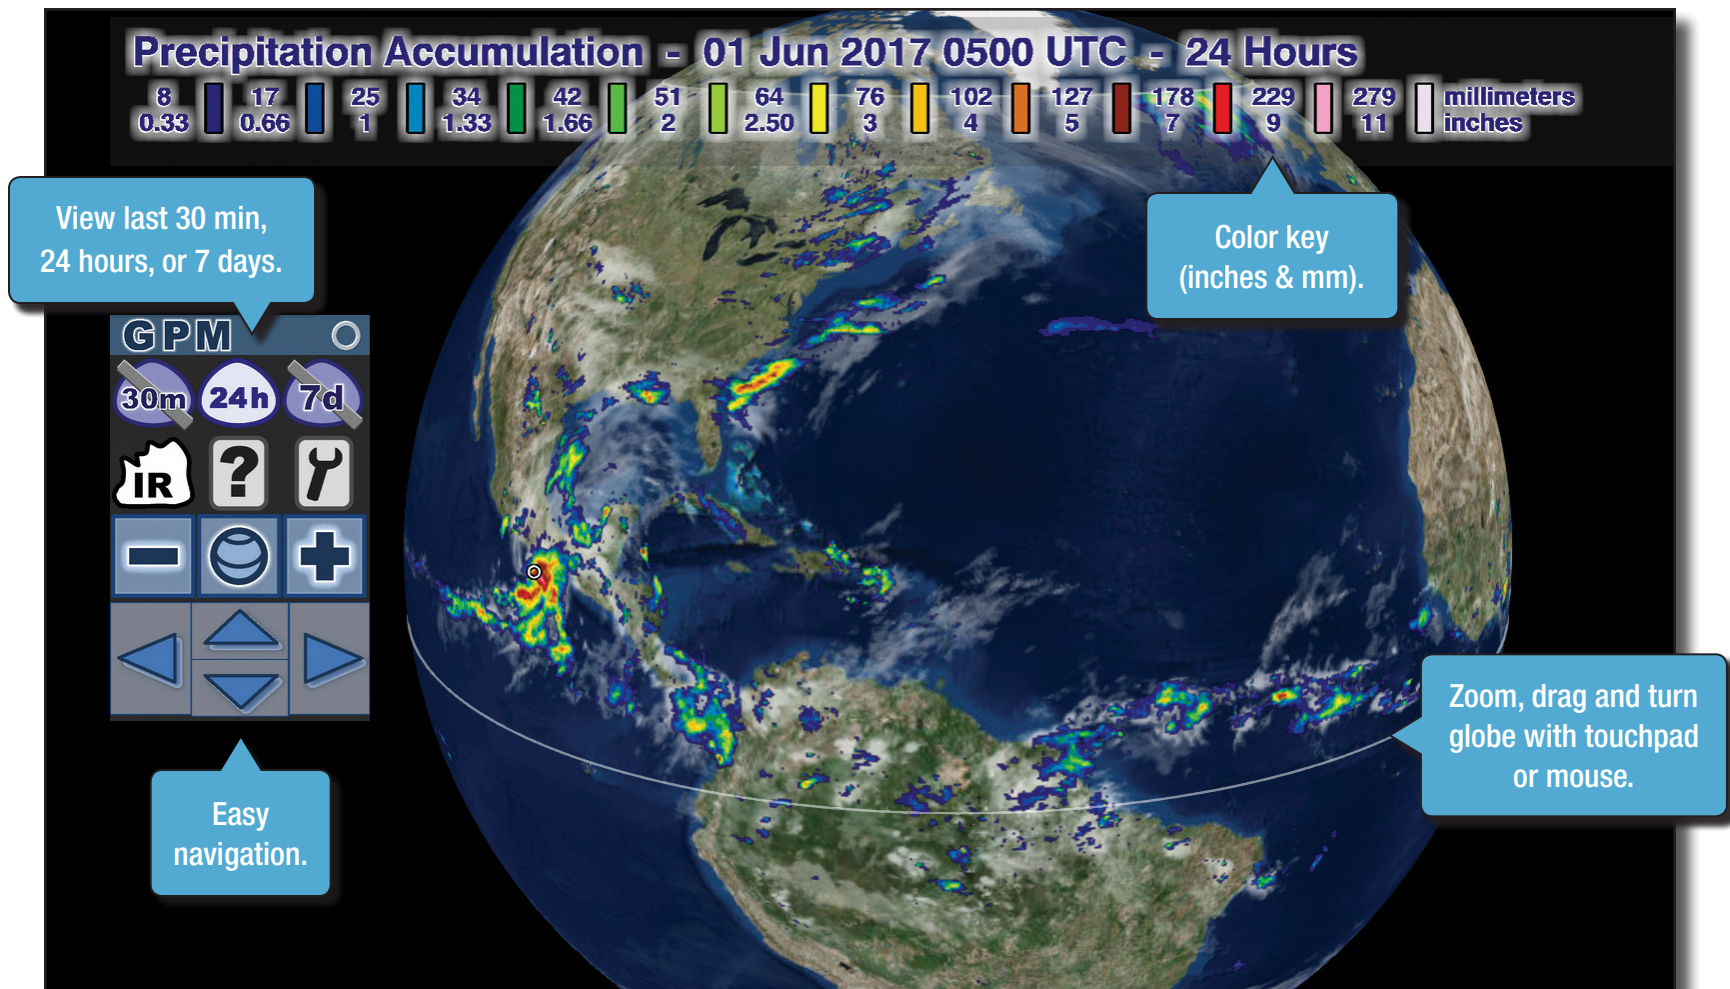 Precipitation Accumulation - 01 Jun 2017 0500 UTC - 24 Hours
8 17 25 34 42 51 64 76 102 127 178 229 279 millimeters
0.33 0.66 1 1.33 1.66 2 2.50 3 4 5 7 9 11 inches
View last 30 min,
24 hours, or 7 days.
Color key
(inches & mm).
GPM
30m 24h 7d
IR ?
Zoom, drag and turn
globe with touchpad
or mouse.
Easy
navigation.